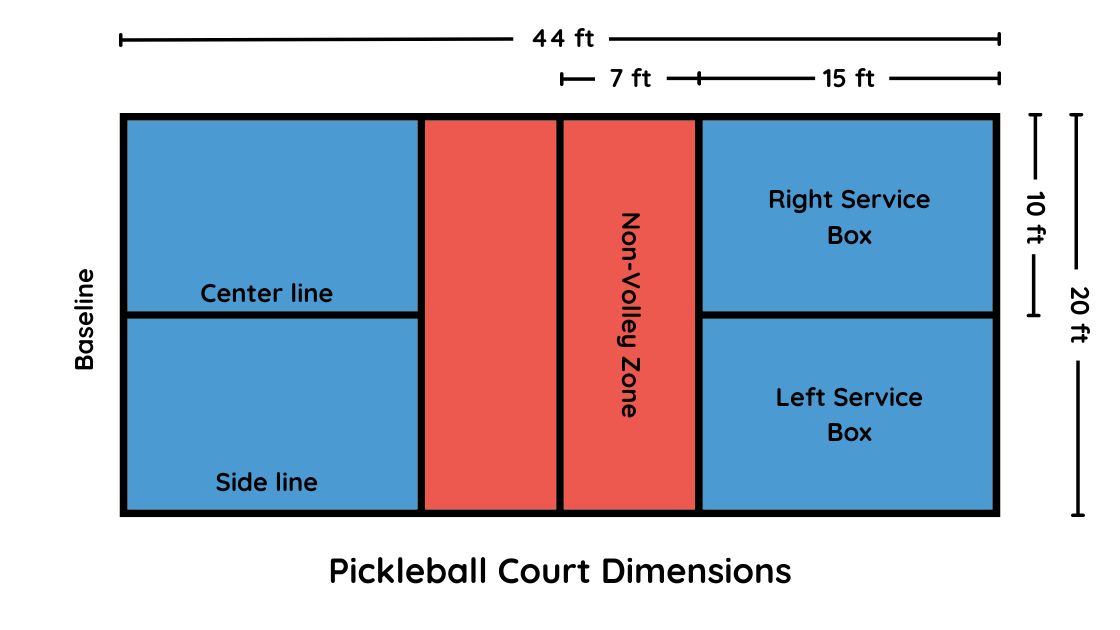 44 ft
7 ft
15 ft
Right Service
Box
10 ft
Non-Volley Zone
Center line
Baseline
20 ft
Left Service
Box
Side line
Pickleball Court Dimensions